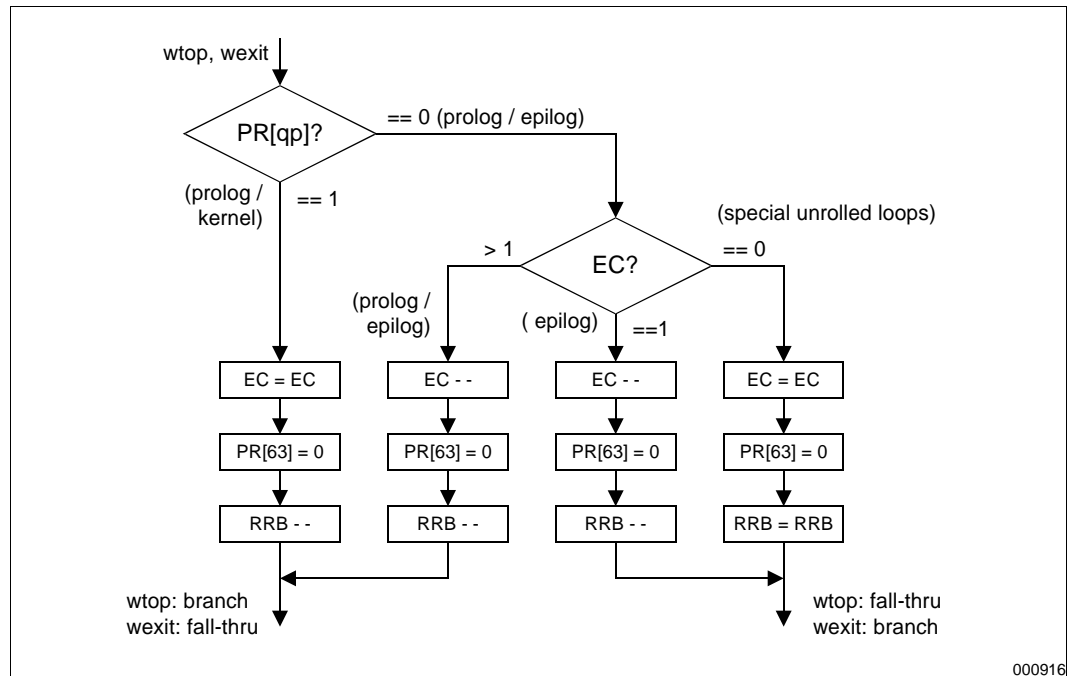 wtop, wexit
PR[qp]?
== 0 (prolog / epilog)
(prolog /
kernel)
== 1
(special unrolled loops)
> 1
EC?
== 0
(prolog /
epilog)
( epilog)
==1
EC = EC
EC - -
EC - -
EC = EC
PR[63] = 0
PR[63] = 0
PR[63] = 0
PR[63] = 0
RRB - -
RRB - -
RRB - -
RRB = RRB
wtop: branch
wexit: fall-thru
wtop: fall-thru
wexit: branch
000916